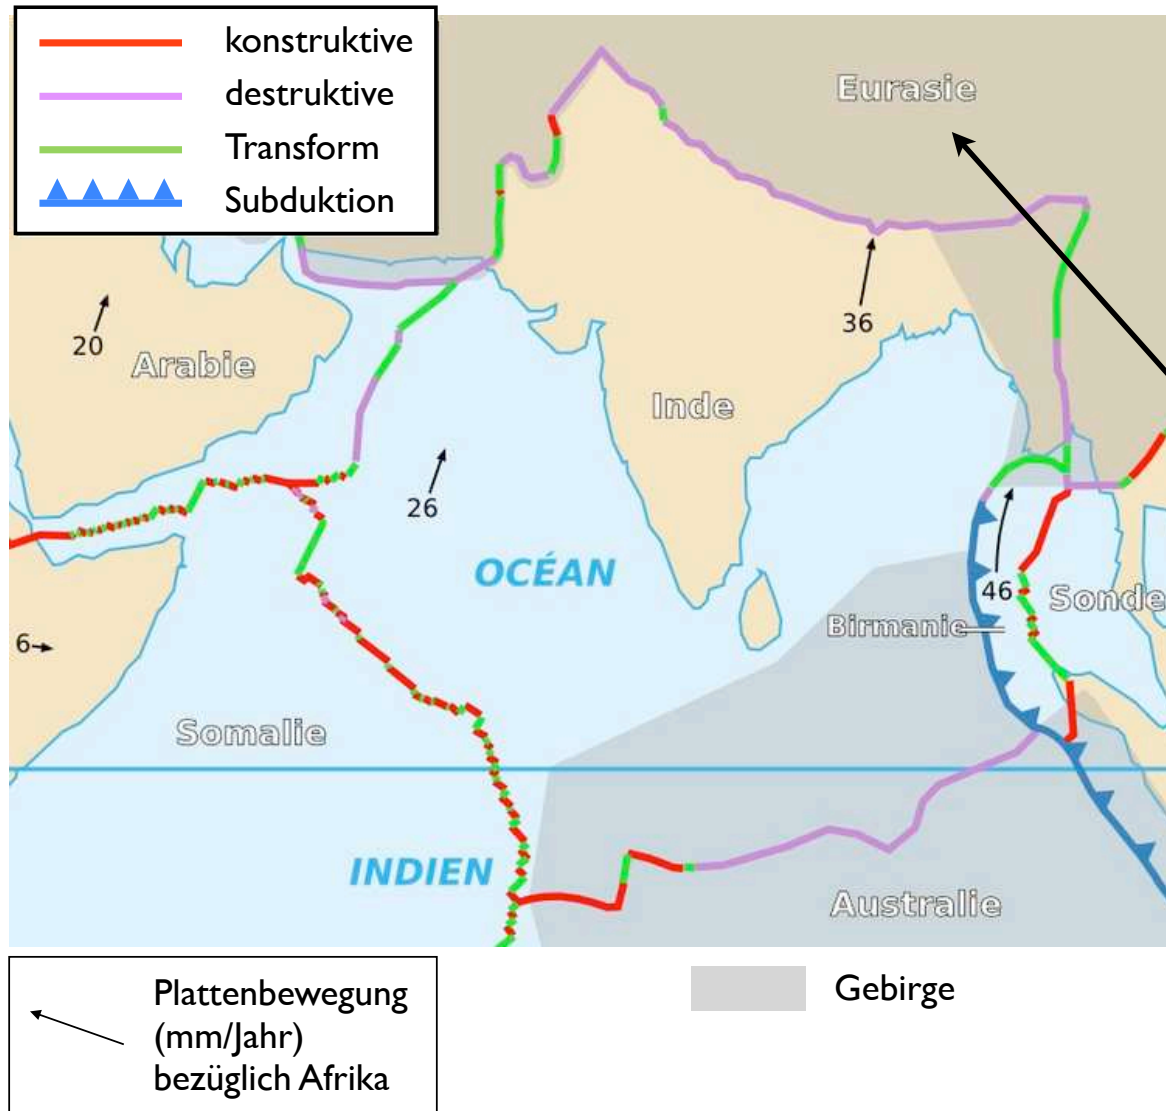 konstruktive
destruktive
Transform
Subduktion
Eurasie
20
Arabie
36
Inde
26
OCÉAN
46
Sonde
Birmanie
6
Somalie
INDIEN
Australie
Plattenbewegung
(mm/Jahr)
bezüglich Afrika
Gebirge